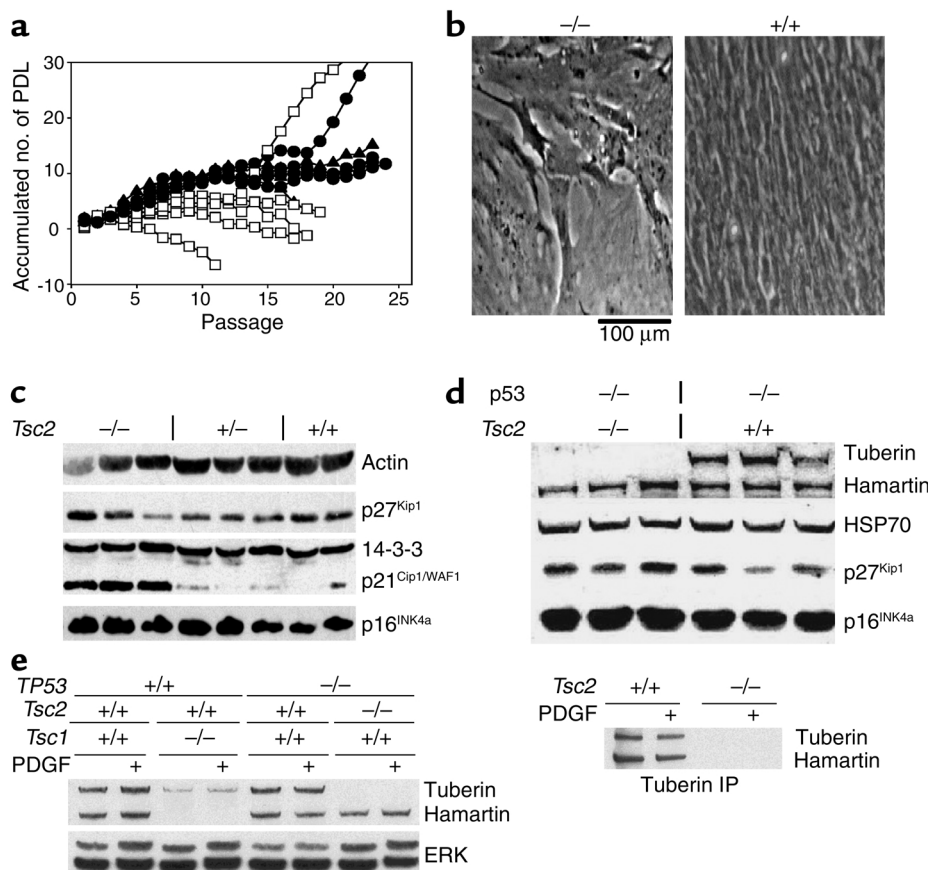 a
Accumulated no. of PDL
30
20
10
0
-10
0 5 10 15 20 25
Passage
b
−/− +/+
100 µm
c
Tsc2 −/− | +/− | +/+
Actin
p27Kip1
14-3-3
p21Cip1/WAF1
p16INK4a
d
p53 −/− | −/−
Tsc2 −/− | +/+
Tuberin
Hamartin
HSP70
p27Kip1
p16INK4a
e
TP53 +/+ −/−
Tsc2 +/+ +/+ +/+ −/−
Tsc1 +/+ −/− +/+ +/+
PDGF + + + +
Tuberin
Hamartin
ERK
Tsc2 +/+ −/−
PDGF + +
Tuberin
Hamartin
Tuberin IP